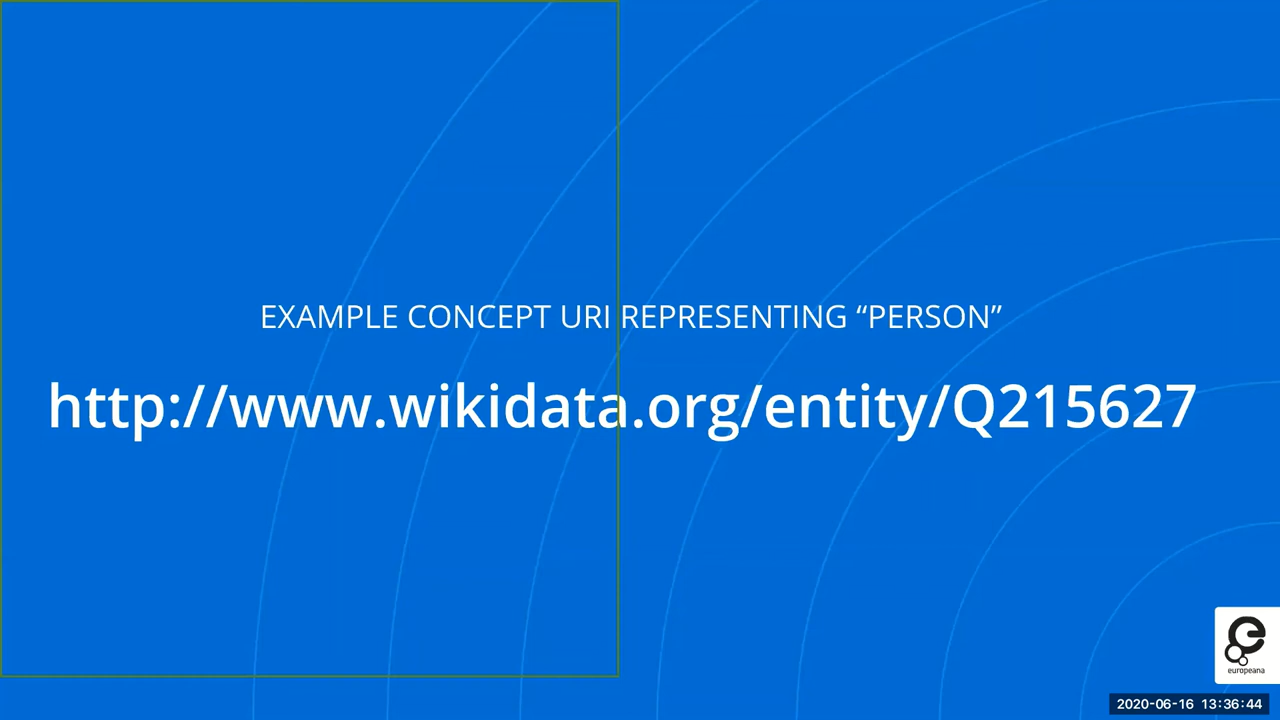 EXAMPLE CONCEPT URI REPRESENTING “PERSON”
http://www.wikidata.org/entity/Q215627
europeana
2020-06-16 13:36:44